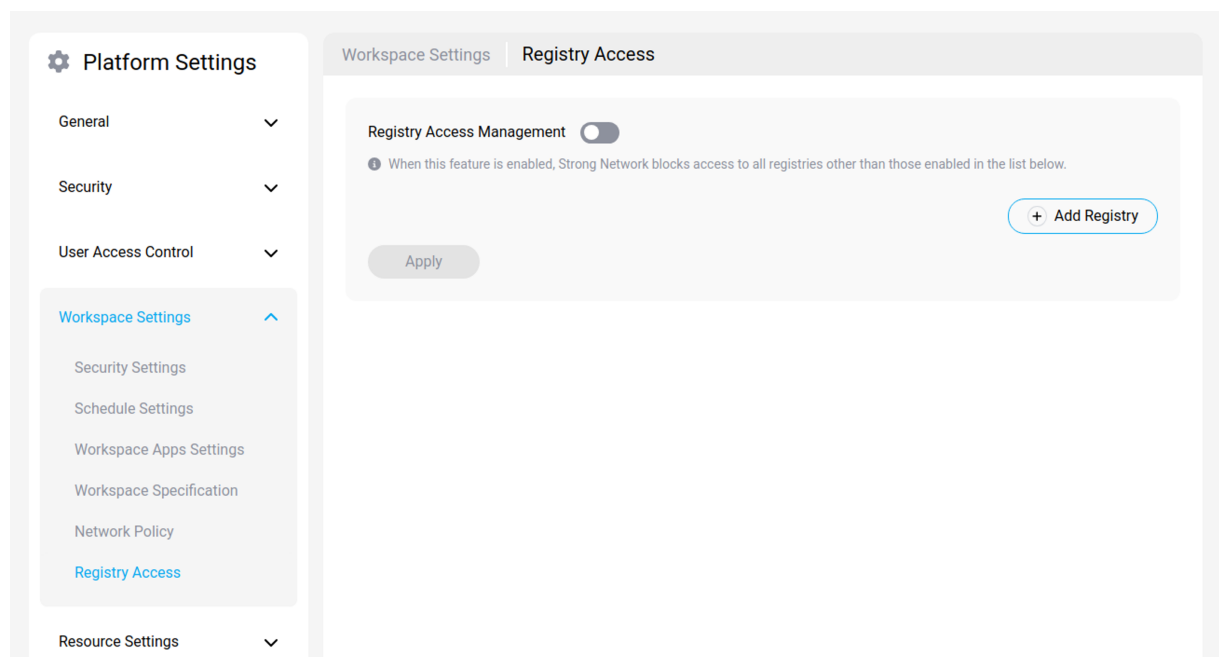 Platform Settings
General
Security
User Access Control
Workspace Settings
Security Settings
Schedule Settings
Workspace Apps Settings
Workspace Specification
Network Policy
Registry Access
Resource Settings
Workspace Settings
Registry Access
Registry Access Management
When this feature is enabled, Strong Network blocks access to all registries other than those enabled in the list below.
+ Add Registry
Apply